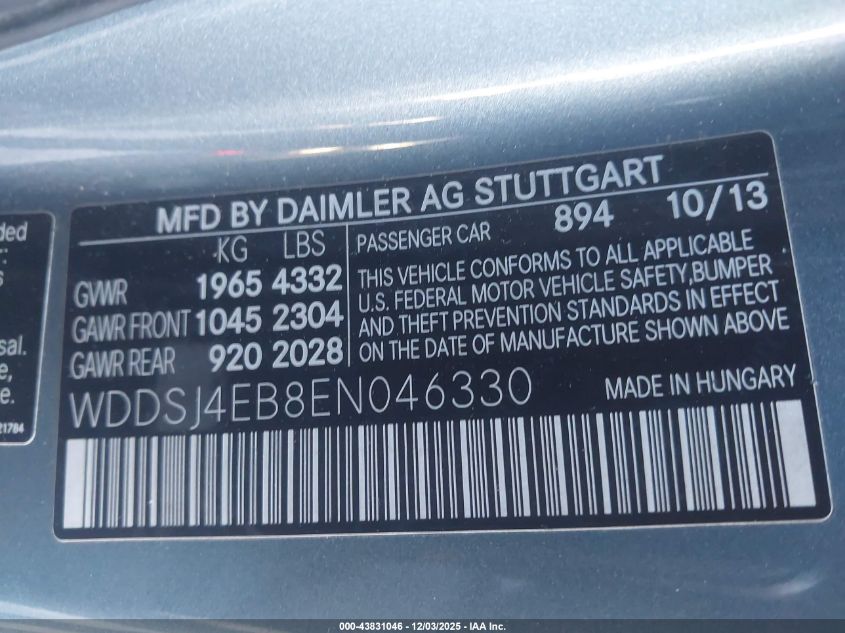 MFD BY DAIMLER AG STUTTGART
KG LBS
PASSENGER CAR 894 10/13
GVWR 1965 4332
GAWR FRONT 1045 2304
GAWR REAR 920 2028
THIS VEHICLE CONFORMS TO ALL APPLICABLE
U.S. FEDERAL MOTOR VEHICLE SAFETY, BUMPER
AND THEFT PREVENTION STANDARDS IN EFFECT
ON THE DATE OF MANUFACTURE SHOWN ABOVE
WDDSJ4EB8EN046330 MADE IN HUNGARY
21784
000-43831046 - 12/03/2025 - IAA Inc.